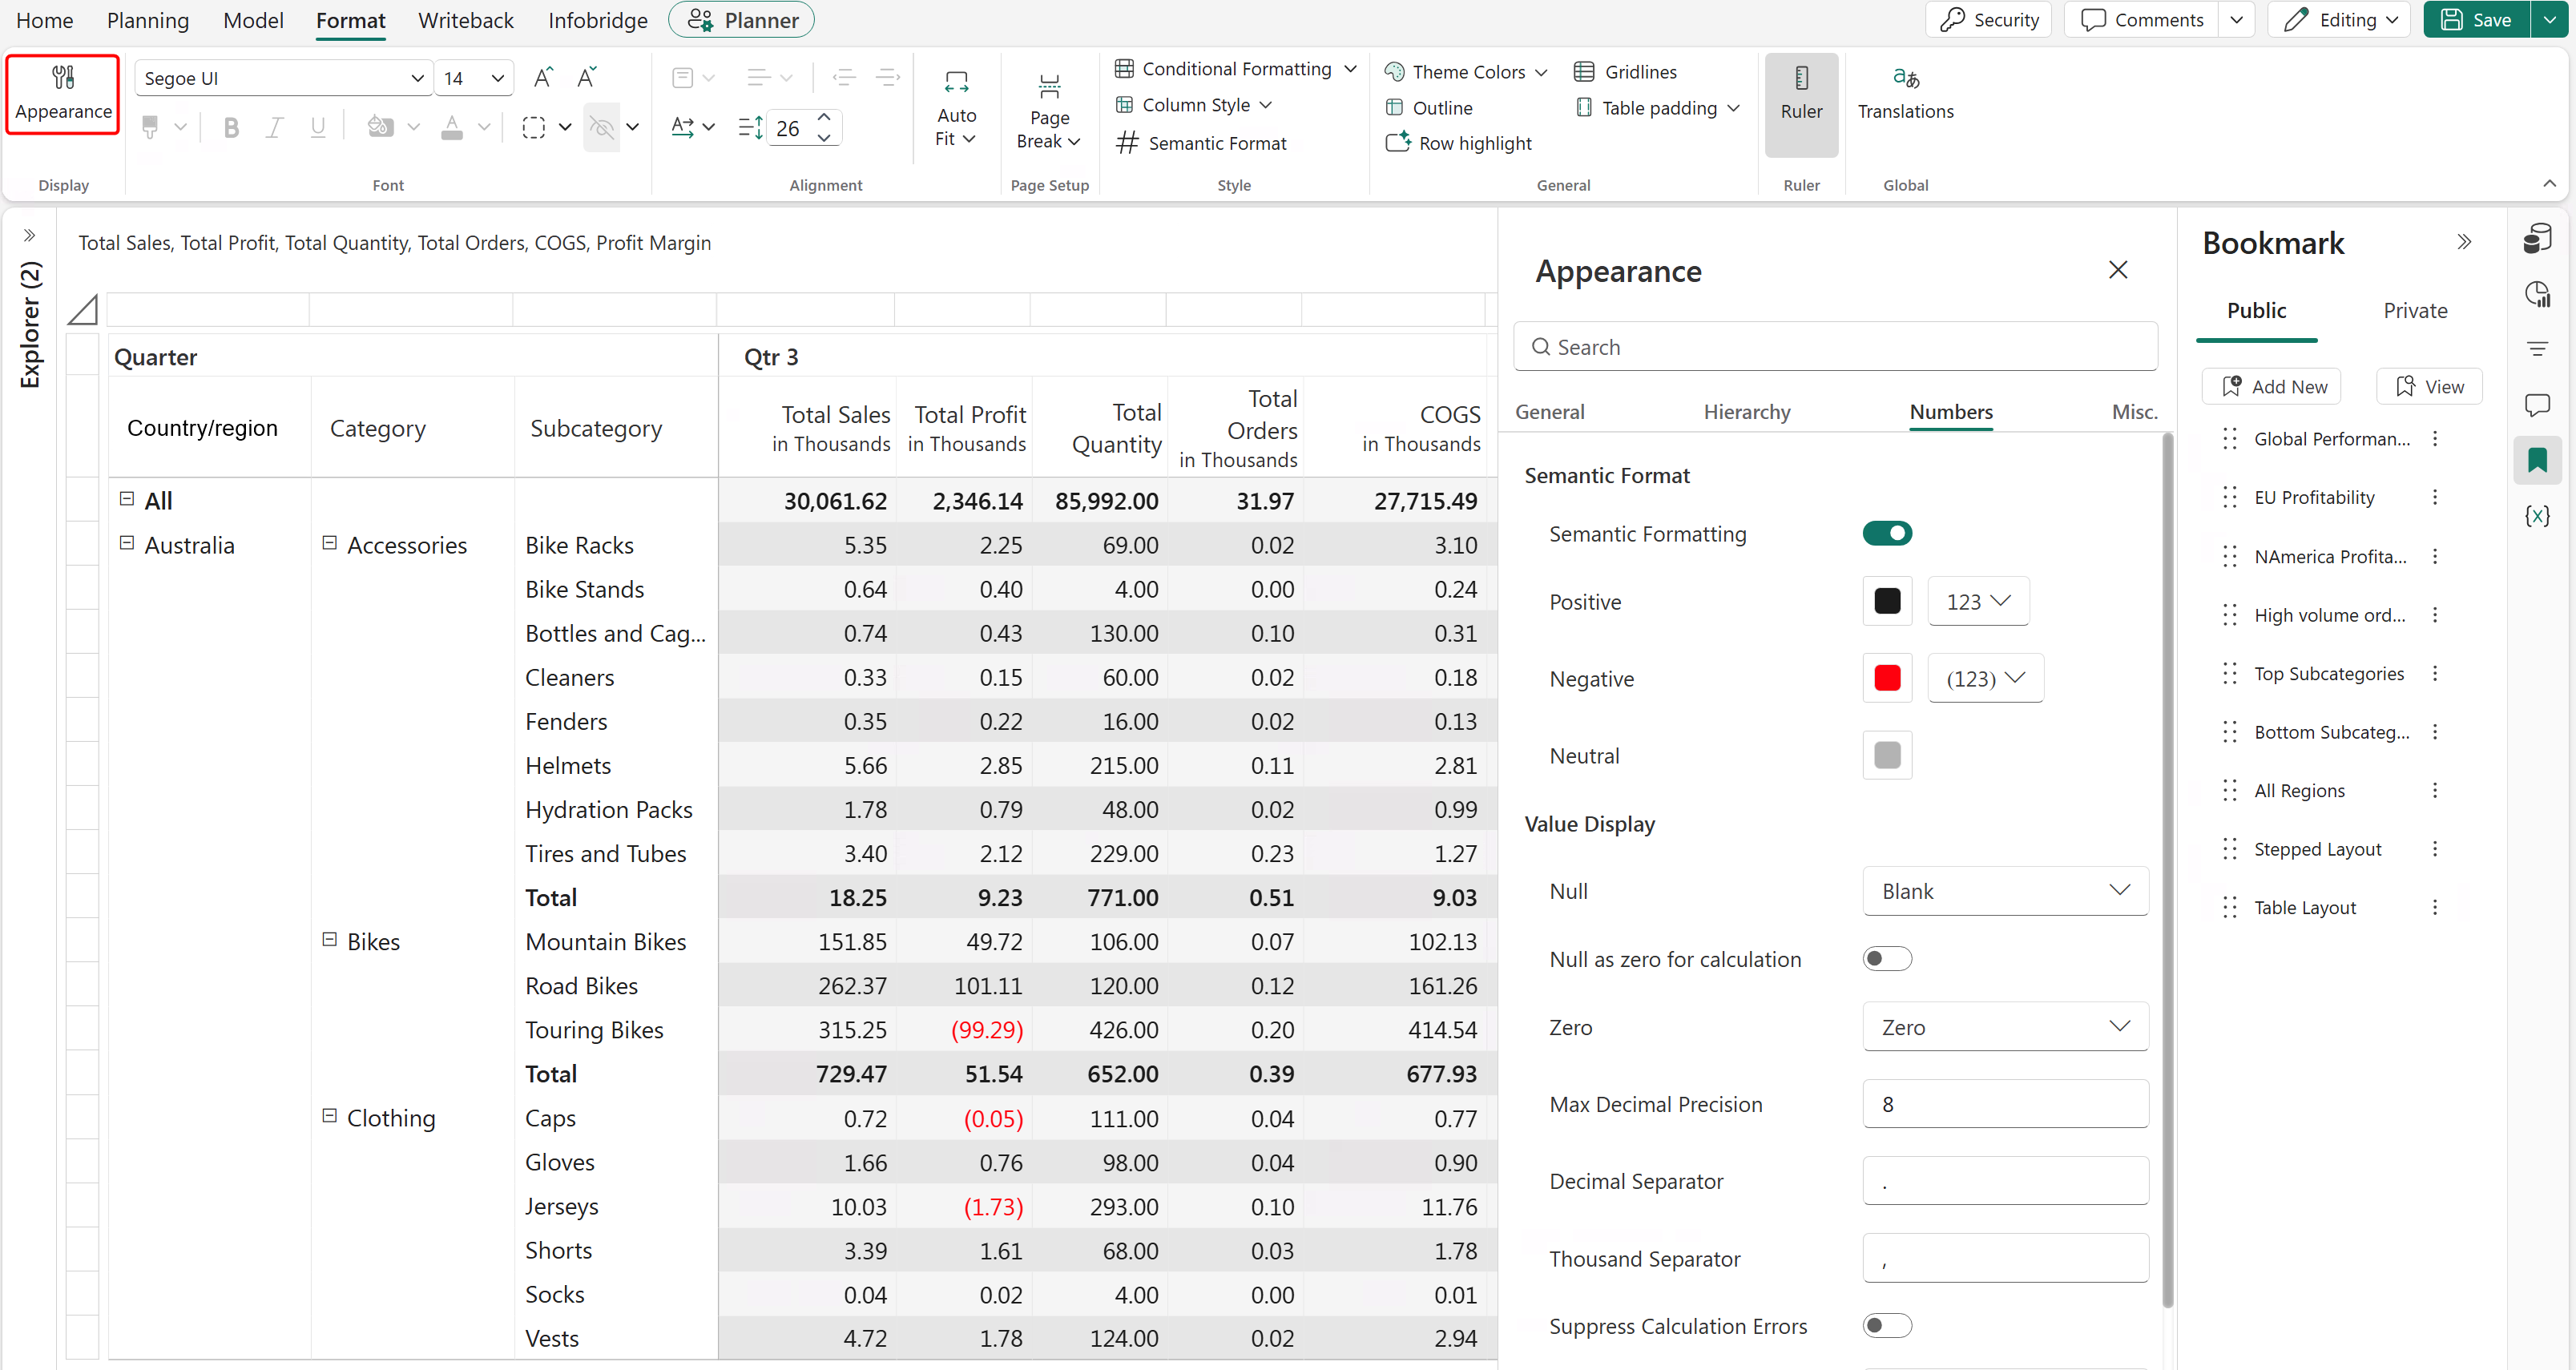 Home Planning Model Format Writeback Infobridge Planner Security Comments Editing Save
Appearance
Segoe UI 14
B I U A
26
Auto
Fit
Page
Break
Conditional Formatting
Column Style
Semantic Format
Theme Colors
Outline
Row highlight
Gridlines
Table padding
Ruler
Translations
Display Font Alignment Page Setup Style General Ruler Global
Explorer (2)
Total Sales, Total Profit, Total Quantity, Total Orders, COGS, Profit Margin
Quarter Qtr 3
Country/region Category Subcategory
Total Sales
in Thousands
Total Profit
in Thousands
Total
Quantity
Total
Orders
in Thousands
COGS
in Thousands
All 30,061.62 2,346.14 85,992.00 31.97 27,715.49
Australia Accessories Bike Racks 5.35 2.25 69.00 0.02 3.10
Bike Stands 0.64 0.40 4.00 0.00 0.24
Bottles and Cag... 0.74 0.43 130.00 0.10 0.31
Cleaners 0.33 0.15 60.00 0.02 0.18
Fenders 0.35 0.22 16.00 0.02 0.13
Helmets 5.66 2.85 215.00 0.11 2.81
Hydration Packs 1.78 0.79 48.00 0.02 0.99
Tires and Tubes 3.40 2.12 229.00 0.23 1.27
Total 18.25 9.23 771.00 0.51 9.03
Bikes Mountain Bikes 151.85 49.72 106.00 0.07 102.13
Road Bikes 262.37 101.11 120.00 0.12 161.26
Touring Bikes 315.25 (99.29) 426.00 0.20 414.54
Total 729.47 51.54 652.00 0.39 677.93
Clothing Caps 0.72 (0.05) 111.00 0.04 0.77
Gloves 1.66 0.76 98.00 0.04 0.90
Jerseys 10.03 (1.73) 293.00 0.10 11.76
Shorts 3.39 1.61 68.00 0.03 1.78
Socks 0.04 0.02 4.00 0.00 0.01
Vests 4.72 1.78 124.00 0.02 2.94
Appearance
Search
General Hierarchy Numbers Misc.
Semantic Format
Semantic Formatting
Positive 123
Negative (123)
Neutral
Value Display
Null Blank
Null as zero for calculation
Zero Zero
Max Decimal Precision 8
Decimal Separator .
Thousand Separator ,
Suppress Calculation Errors
Bookmark
Public Private
Add New View
Global Performan...
EU Profitability
NAmerica Profita...
High volume ord...
Top Subcategories
Bottom Subcateg...
All Regions
Stepped Layout
Table Layout